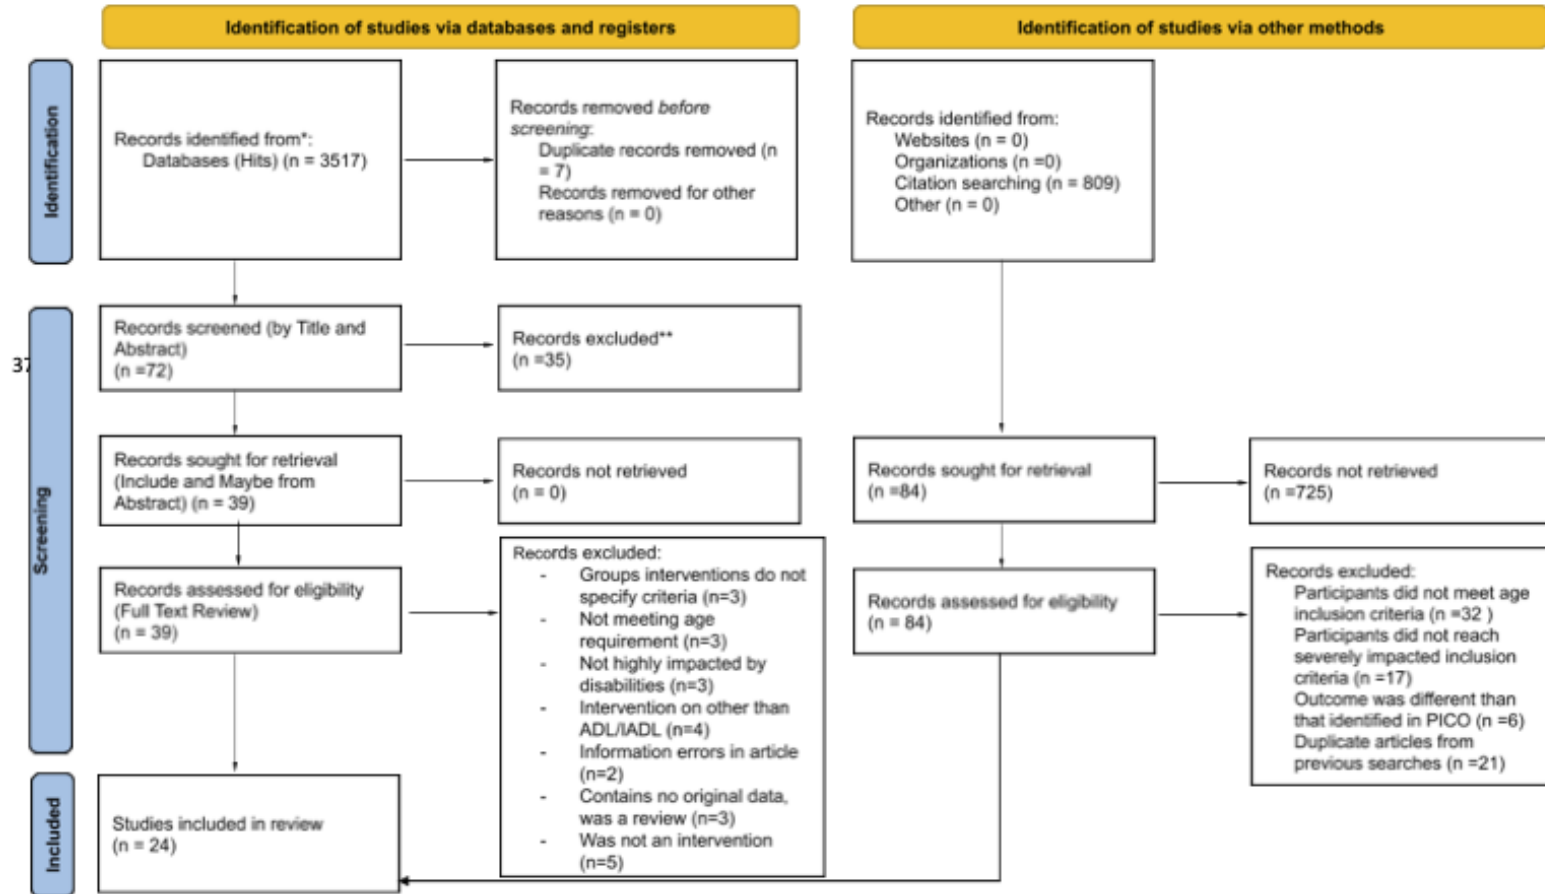 Identification of studies via databases and registers
Identification of studies via other methods
Identification
Records identified from*:
Databases (Hits) (n = 3517)
Records removed before
screening:
Duplicate records removed (n
= 7)
Records removed for other
reasons (n = 0)
Records identified from:
Websites (n = 0)
Organizations (n =0)
Citation searching (n = 809)
Other (n = 0)
37
Screening
Records screened (by Title and
Abstract)
(n =72)
Records excluded**
(n =35)
Records sought for retrieval
(Include and Maybe from
Abstract) (n = 39)
Records not retrieved
(n = 0)
Records sought for retrieval
(n =84)
Records not retrieved
(n =725)
Records assessed for eligibility
(Full Text Review)
(n = 39)
Records excluded:
- Groups interventions do not
specify criteria (n=3)
- Not meeting age
requirement (n=3)
- Not highly impacted by
disabilities (n=3)
- Intervention on other than
ADL/IADL (n=4)
- Information errors in article
(n=2)
- Contains no original data,
was a review (n=3)
- Was not an intervention
(n=5)
Records assessed for eligibility
(n = 84)
Records excluded:
Participants did not meet age
inclusion criteria (n =32 )
Participants did not reach
severely impacted inclusion
criteria (n =17)
Outcome was different than
that identified in PICO (n =6)
Duplicate articles from
previous searches (n =21)
Included
Studies included in review
(n = 24)